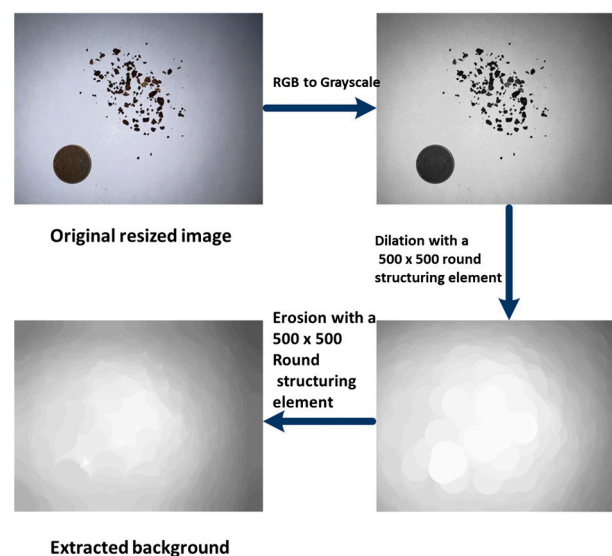 RGB to Grayscale
Original resized image
Dilation with a
500 x 500 round
structuring element
Erosion with a
500 x 500
Round
structuring
element
Extracted background